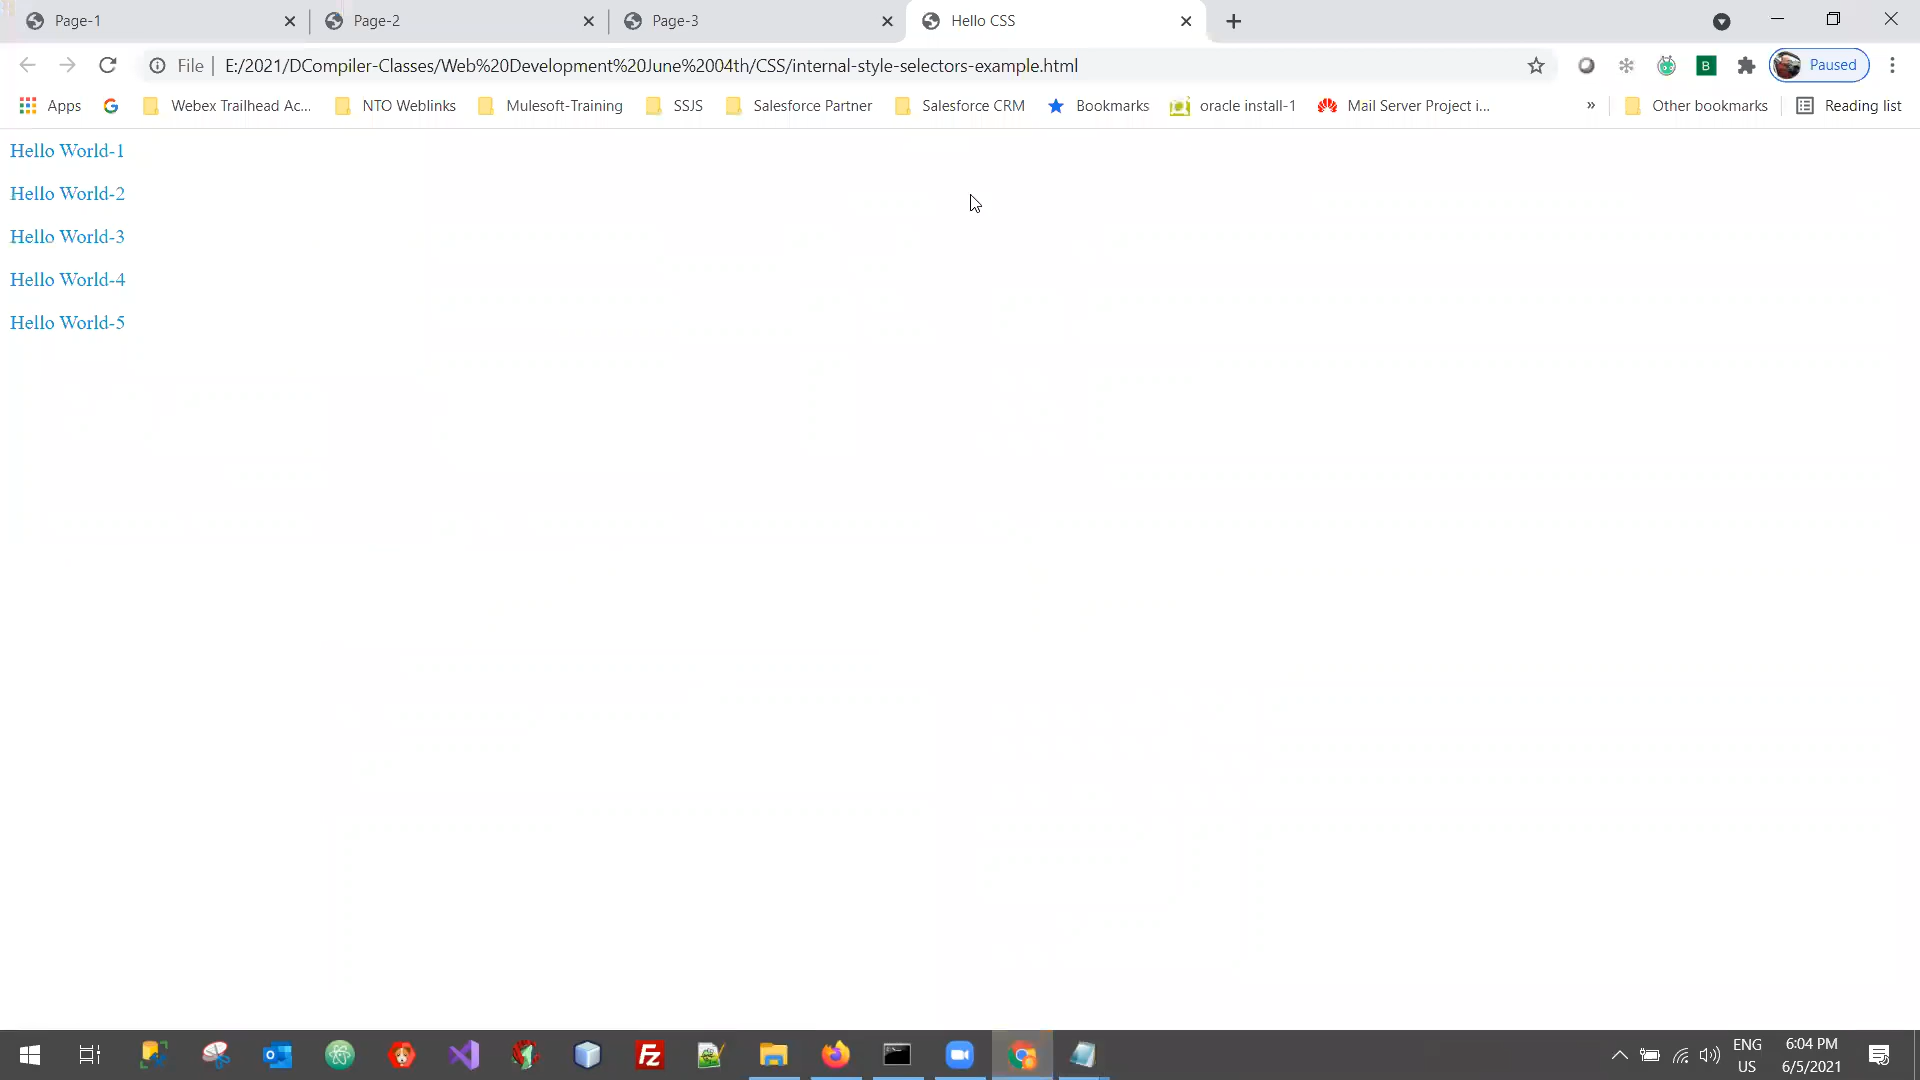 Page-1
Page-2
Page-3
Hello CSS
File
E:/2021/DCompiler-Classes/Web%20Development%20June%2004th/CSS/internal-style-selectors-example.html
B
Paused
Apps
Webex Trailhead Ac...
NTO Weblinks
Mulesoft-Training
SSJS
Salesforce Partner
Salesforce CRM
Bookmarks
oracle install-1
Mail Server Project i...
»
Other bookmarks
Reading list
Hello World-1
Hello World-2
Hello World-3
Hello World-4
Hello World-5
Fz
ENG
US
6:04 PM
6/5/2021